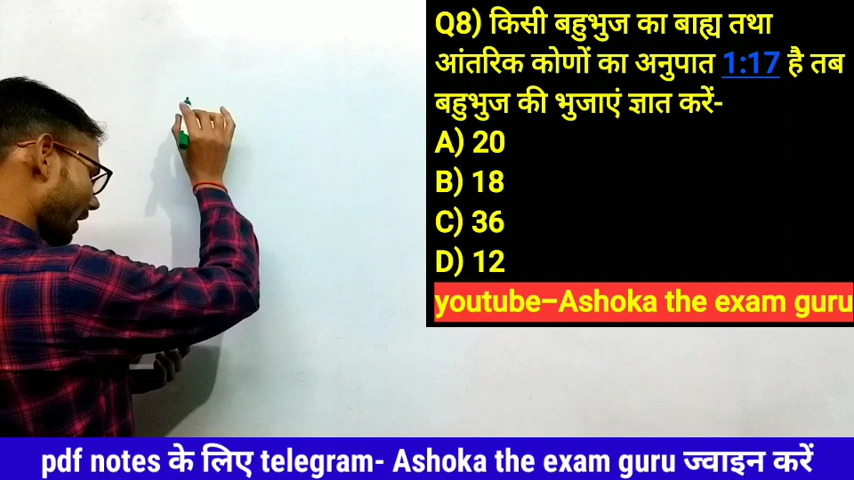 Q8) किसी बहुभुज का बाह्य तथा
आंतरिक कोणों का अनुपात 1:17 है तब
बहुभुज की भुजाएं ज्ञात करें-
A) 20
B) 18
C) 36
D) 12
youtube–Ashoka the exam guru
pdf notes के लिए telegram- Ashoka the exam guru ज्वाइन करें